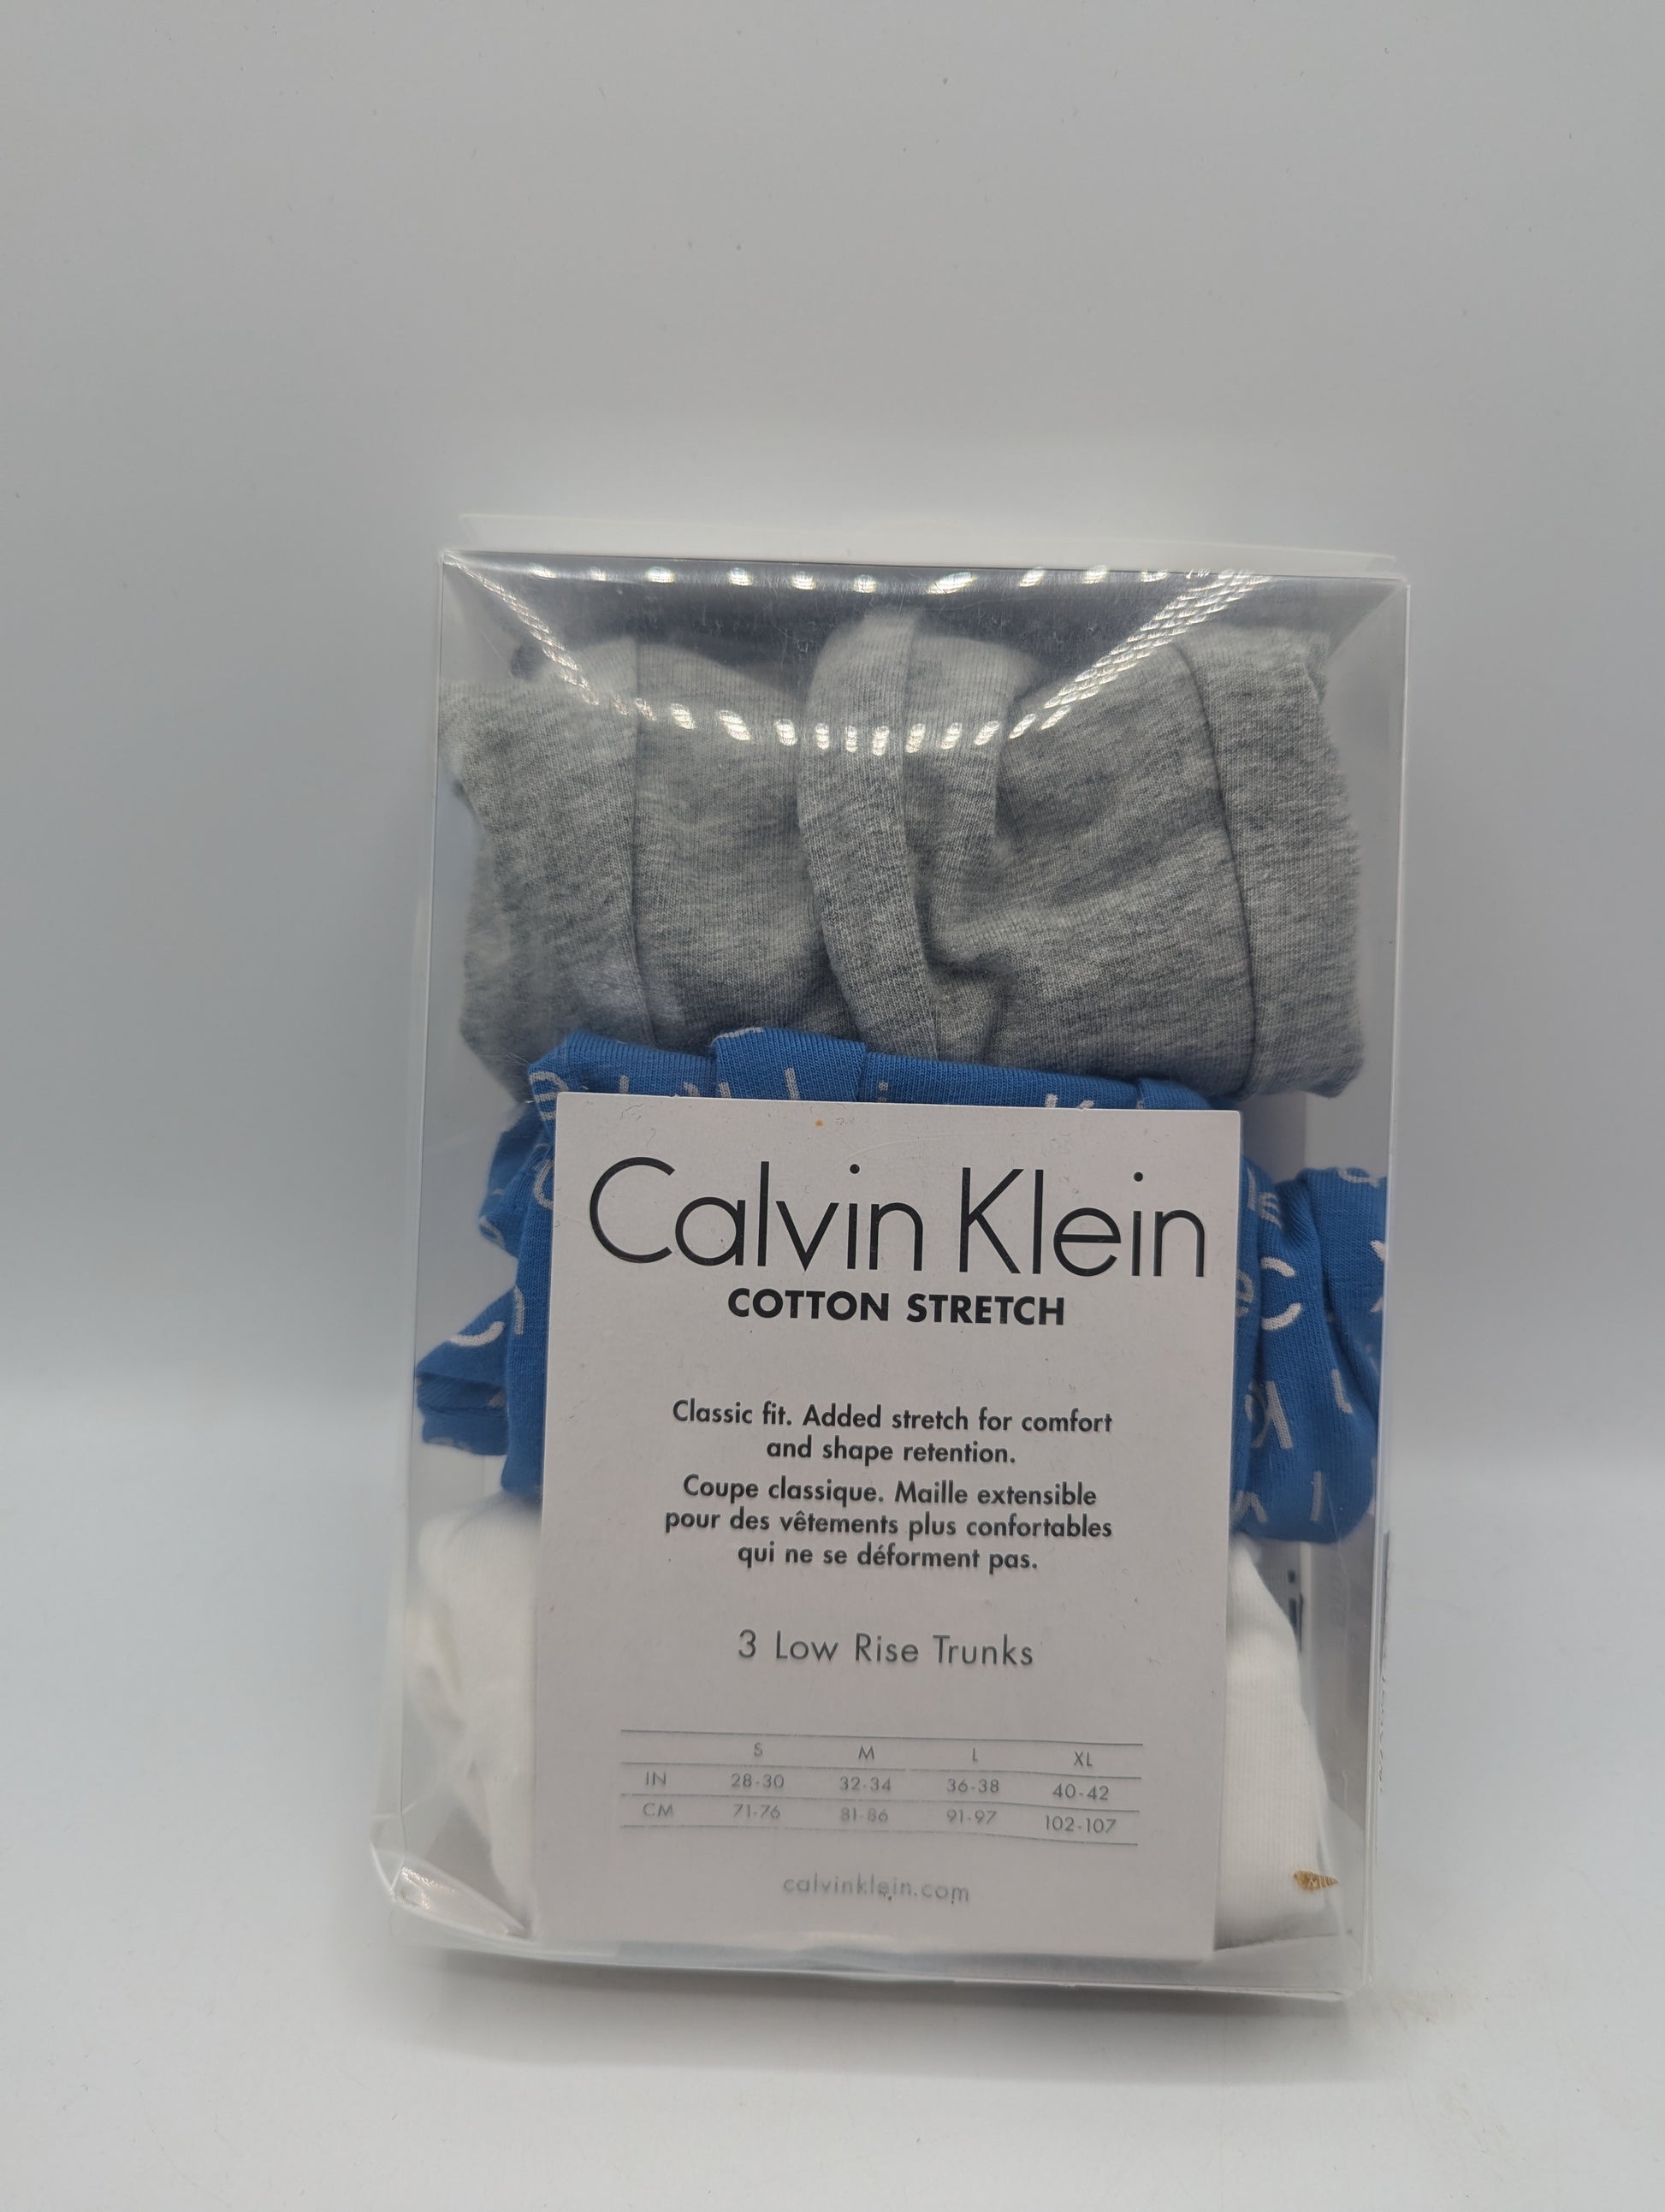 Calvin Klein
COTTON STRETCH
Classic fit. Added stretch for comfort
and shape retention.
Coupe classique. Maille extensible
pour des vêtements plus confortables
qui ne se déforment pas.
3 Low Rise Trunks
S M L XL
IN 28-30 32-34 36-38 40-42
CM 71-76 81-86 91-97 102-107
calvinklein.com